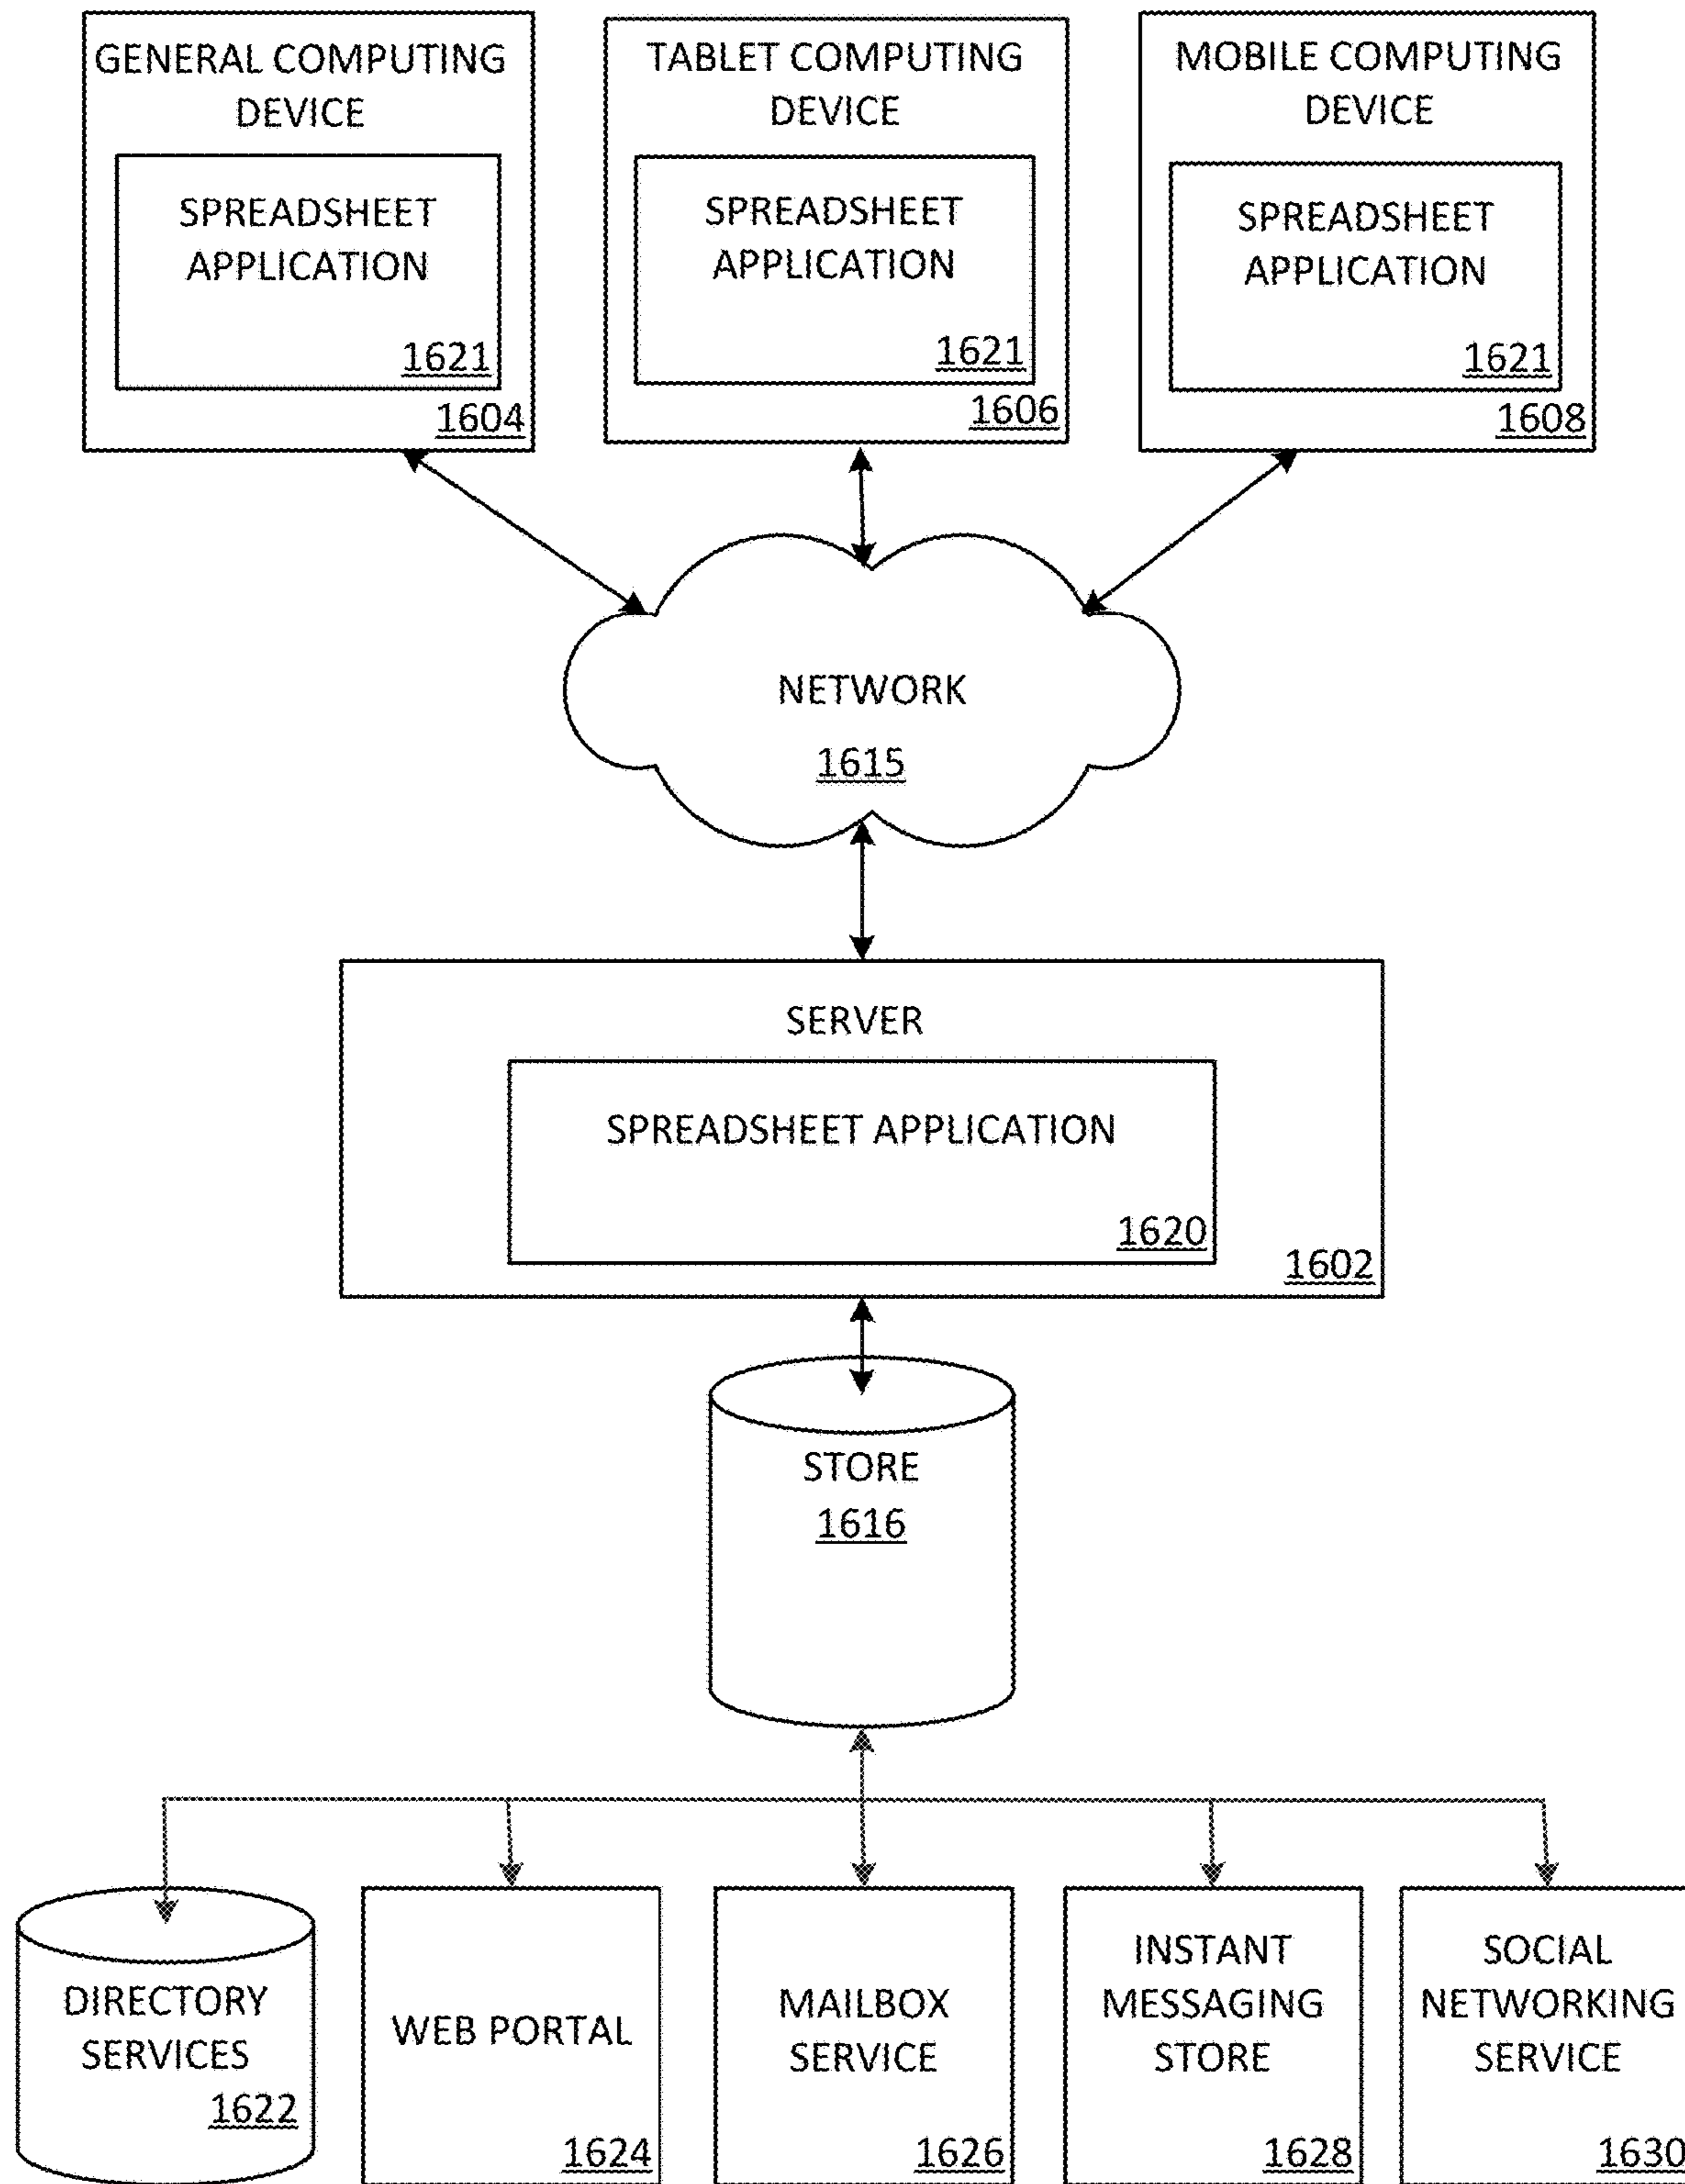 GENERAL COMPUTING
DEVICE
SPREADSHEET
APPLICATION
1621
1604
TABLET COMPUTING
DEVICE
SPREADSHEET
APPLICATION
1621
1606
MOBILE COMPUTING
DEVICE
SPREADSHEET
APPLICATION
1621
1608
NETWORK
1615
SERVER
SPREADSHEET APPLICATION
1620
1602
STORE
1616
DIRECTORY
SERVICES
1622
WEB PORTAL
1624
MAILBOX
SERVICE
1626
INSTANT
MESSAGING
STORE
1628
SOCIAL
NETWORKING
SERVICE
1630